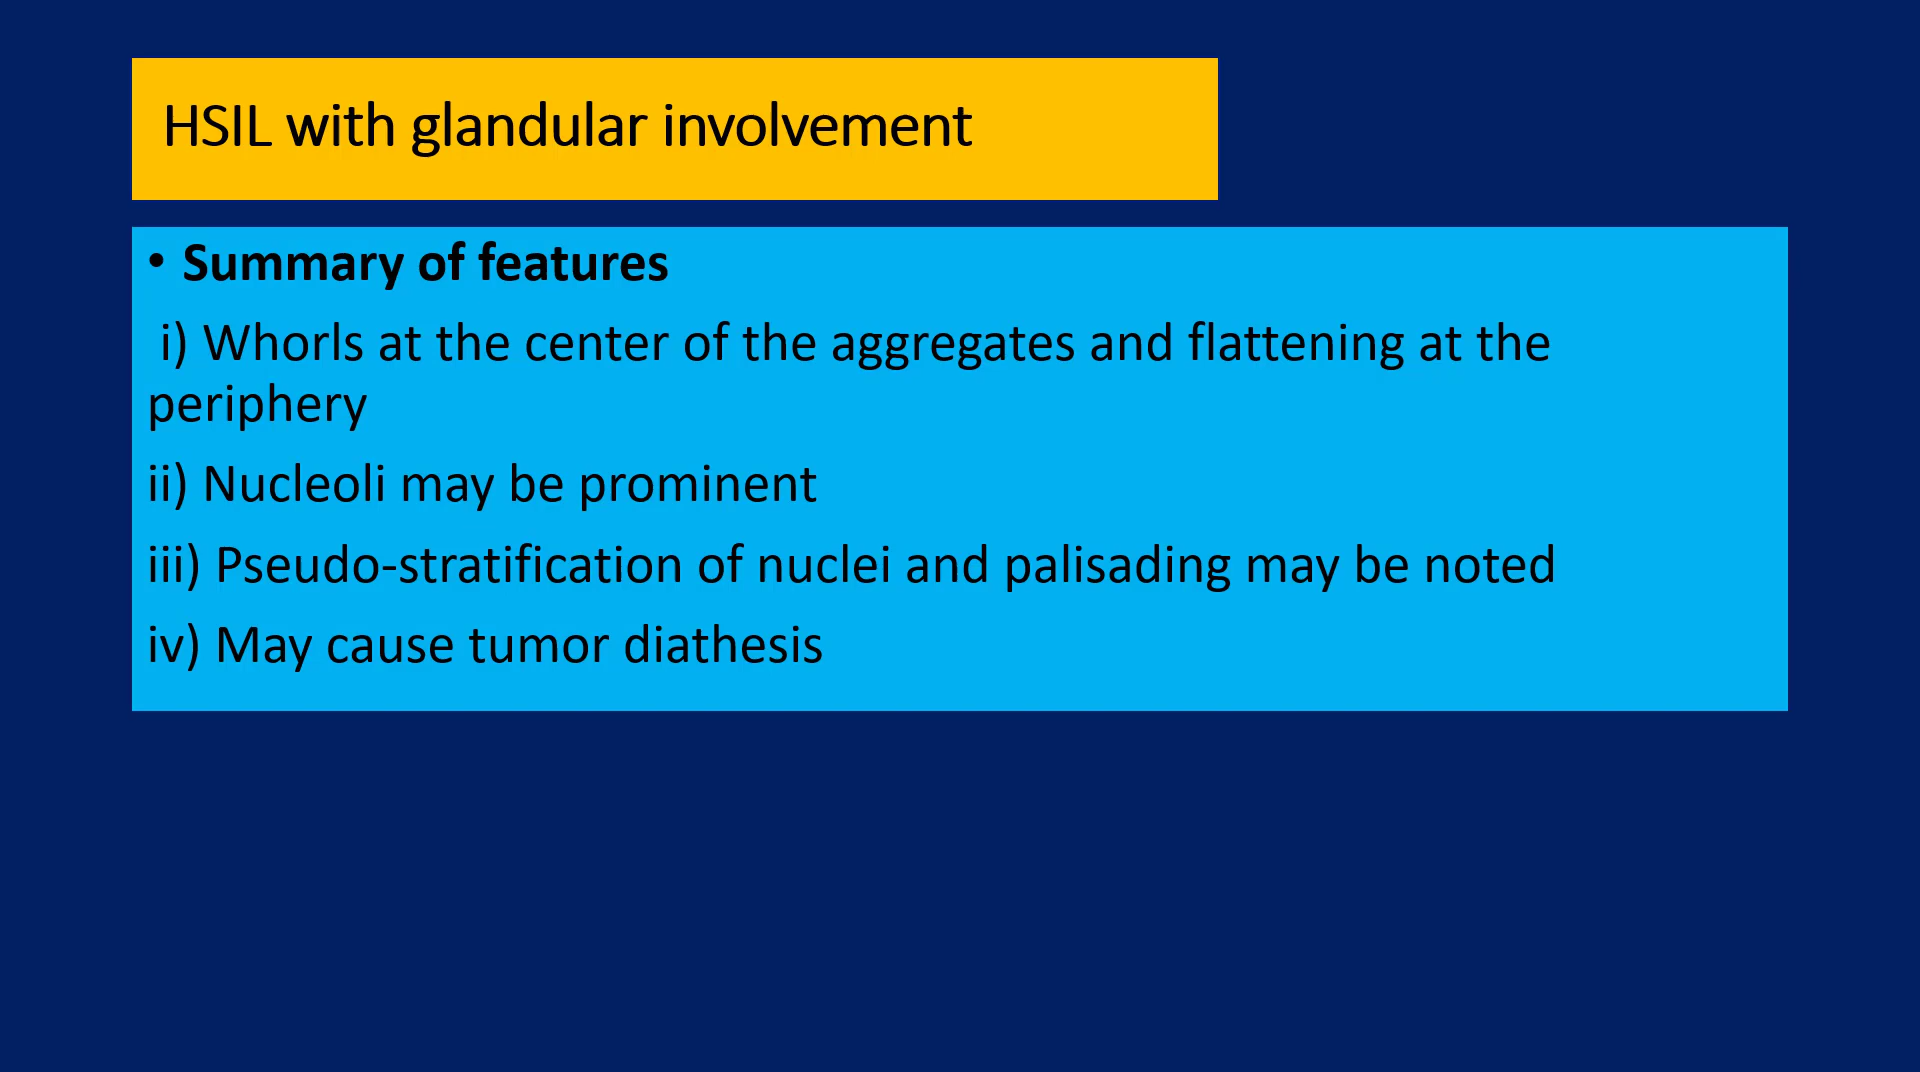 HSIL with glandular involvement
• Summary of features
i) Whorls at the center of the aggregates and flattening at the
periphery
ii) Nucleoli may be prominent
iii) Pseudo-stratification of nuclei and palisading may be noted
iv) May cause tumor diathesis